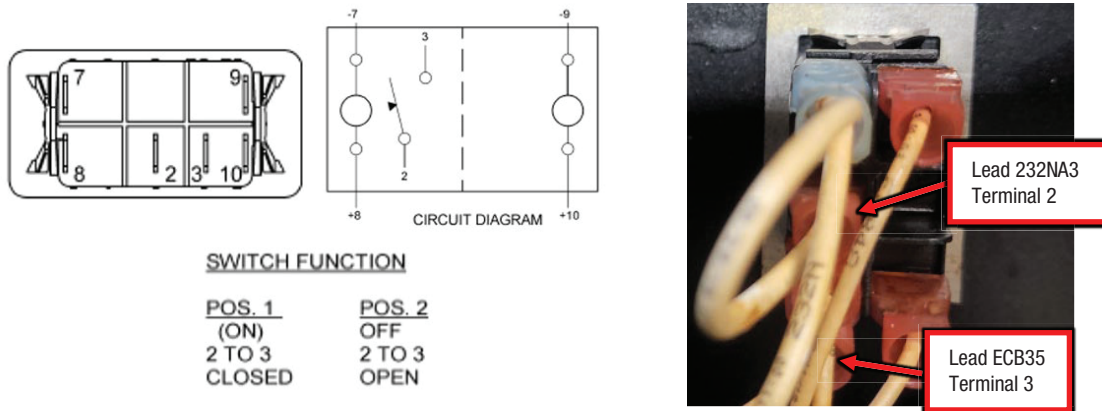 7
9
8
2
3
10
-7
-9
3
2
+8
+10
CIRCUIT DIAGRAM
SWITCH FUNCTION
POS. 1 POS. 2
(ON) OFF
2 TO 3 2 TO 3
CLOSED OPEN
Lead 232NA3
Terminal 2
Lead ECB35
Terminal 3